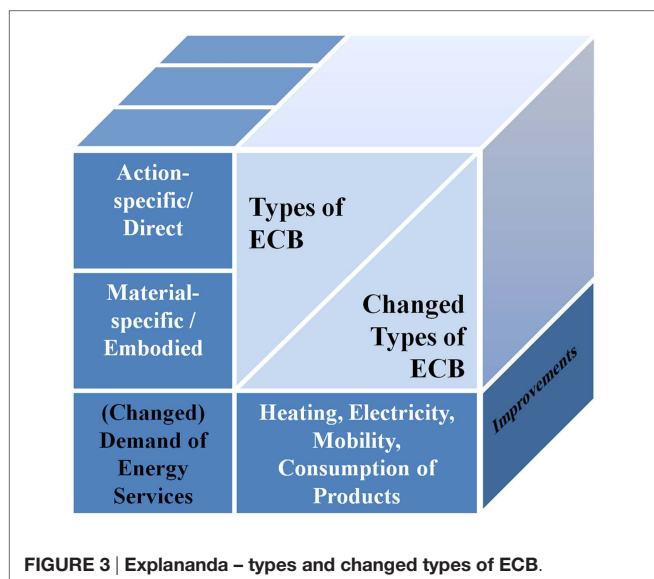 Action-
specific/
Direct
Types of
ECB
Material-
specific /
Embodied
Changed
Types of
ECB
(Changed)
Demand of
Energy
Services
Heating, Electricity,
Mobility,
Consumption of
Products
Improvements
FIGURE 3 | Explananda – types and changed types of ECB.